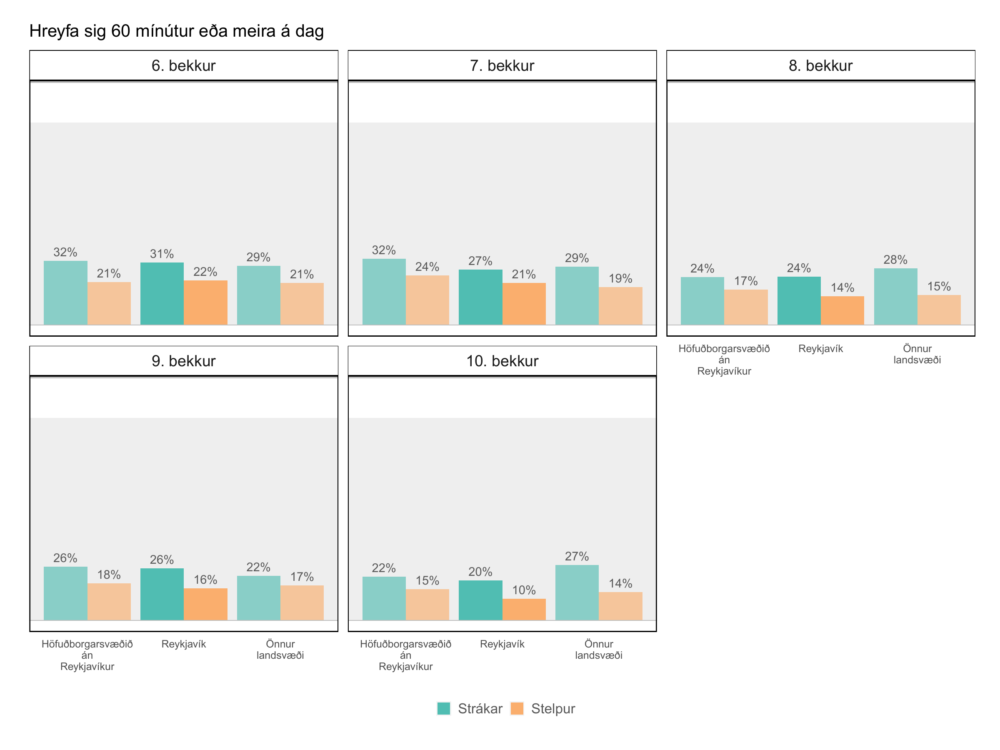 Hreyfa sig 60 mínútur eða meira á dag
6. bekkur
32%
21%
31%
22%
29%
21%
7. bekkur
32%
24%
27%
21%
29%
19%
8. bekkur
24%
17%
24%
14%
28%
15%
Höfuðborgarsvæðið
án
Reykjavíkur
Reykjavík
Önnur
landsvæði
9. bekkur
26%
18%
26%
16%
22%
17%
Höfuðborgarsvæðið
án
Reykjavíkur
Reykjavík
Önnur
landsvæði
10. bekkur
22%
15%
20%
10%
27%
14%
Höfuðborgarsvæðið
án
Reykjavíkur
Reykjavík
Önnur
landsvæði
Strákar
Stelpur